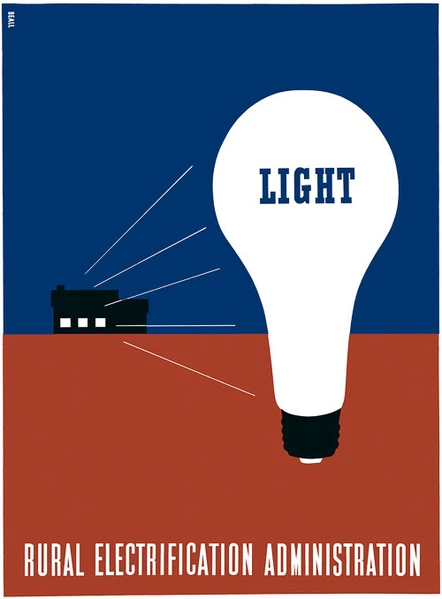 BEALL
LIGHT
RURAL ELECTRIFICATION ADMINISTRATION